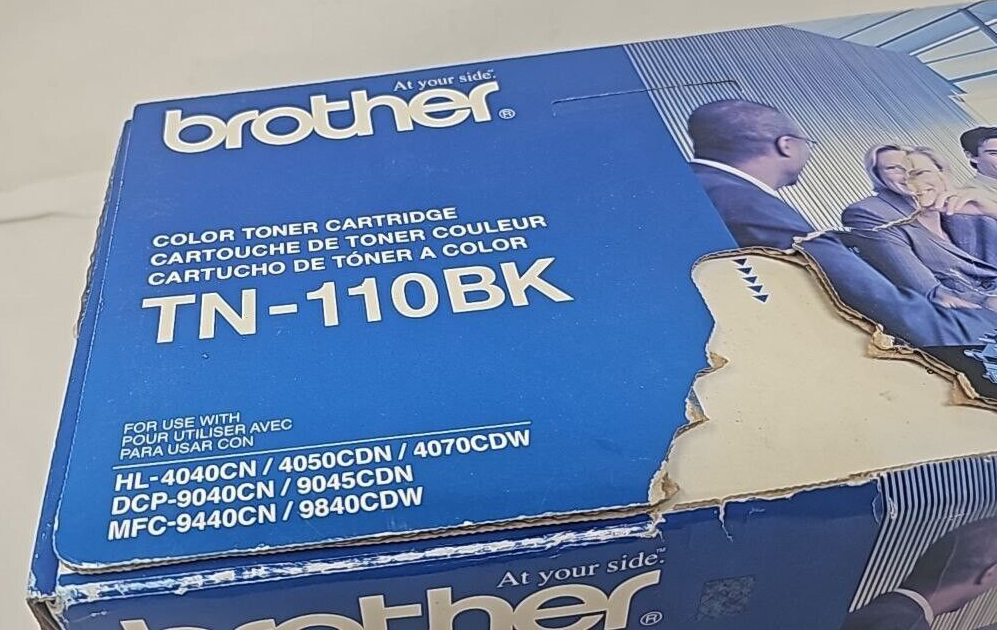 At your side.™
brother®
COLOR TONER CARTRIDGE
CARTOUCHE DE TONER COULEUR
CARTUCHO DE TÓNER A COLOR
TN-110BK
FOR USE WITH
POUR UTILISER AVEC
PARA USAR CON
HL-4040CN / 4050CDN / 4070CDW
DCP-9040CN / 9045CDN
MFC-9440CN / 9840CDW
At your side.™
brother®